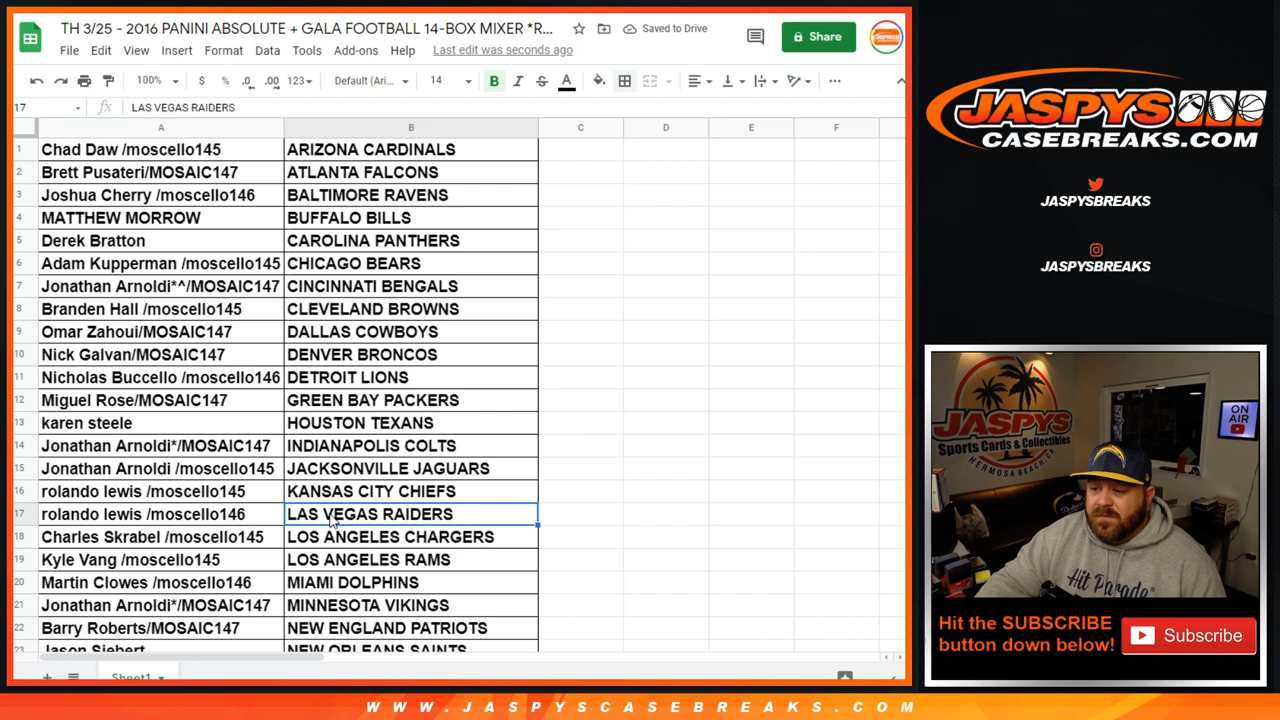 TH 3/25 - 2016 PANINI ABSOLUTE + GALA FOOTBALL 14-BOX MIXER *R...
Saved to Drive
File Edit View Insert Format Data Tools Add-ons Help Last edit was seconds ago
Share
100% $ % .0 .00 123 Default (Ari... 14 B I S A
17 fx LAS VEGAS RAIDERS
A B C D E F
1 Chad Daw /moscello145 ARIZONA CARDINALS
2 Brett Pusateri/MOSAIC147 ATLANTA FALCONS
3 Joshua Cherry /moscello146 BALTIMORE RAVENS
4 MATTHEW MORROW BUFFALO BILLS
5 Derek Bratton CAROLINA PANTHERS
6 Adam Kupperman /moscello145 CHICAGO BEARS
7 Jonathan Arnoldi*^/MOSAIC147 CINCINNATI BENGALS
8 Branden Hall /moscello145 CLEVELAND BROWNS
9 Omar Zahoui/MOSAIC147 DALLAS COWBOYS
10 Nick Galvan/MOSAIC147 DENVER BRONCOS
11 Nicholas Buccello /moscello146 DETROIT LIONS
12 Miguel Rose/MOSAIC147 GREEN BAY PACKERS
13 karen steele HOUSTON TEXANS
14 Jonathan Arnoldi*/MOSAIC147 INDIANAPOLIS COLTS
15 Jonathan Arnoldi /moscello145 JACKSONVILLE JAGUARS
16 rolando lewis /moscello145 KANSAS CITY CHIEFS
17 rolando lewis /moscello146 LAS VEGAS RAIDERS
18 Charles Skrabel /moscello145 LOS ANGELES CHARGERS
19 Kyle Vang /moscello145 LOS ANGELES RAMS
20 Martin Clowes /moscello146 MIAMI DOLPHINS
21 Jonathan Arnoldi*/MOSAIC147 MINNESOTA VIKINGS
22 Barry Roberts/MOSAIC147 NEW ENGLAND PATRIOTS
23 Jason Siebert NEW ORLEANS SAINTS
Sheet1
JASPYS
CASEBREAKS.COM
JASPYSBREAKS
JASPYSBREAKS
JASPYS
Sports Cards & Collectibles
HERMOSA BEACH, CA
ON AIR
Hit Parade
Hit the SUBSCRIBE
button down below!
Subscribe
WWW.JASPYSCASEBREAKS.COM